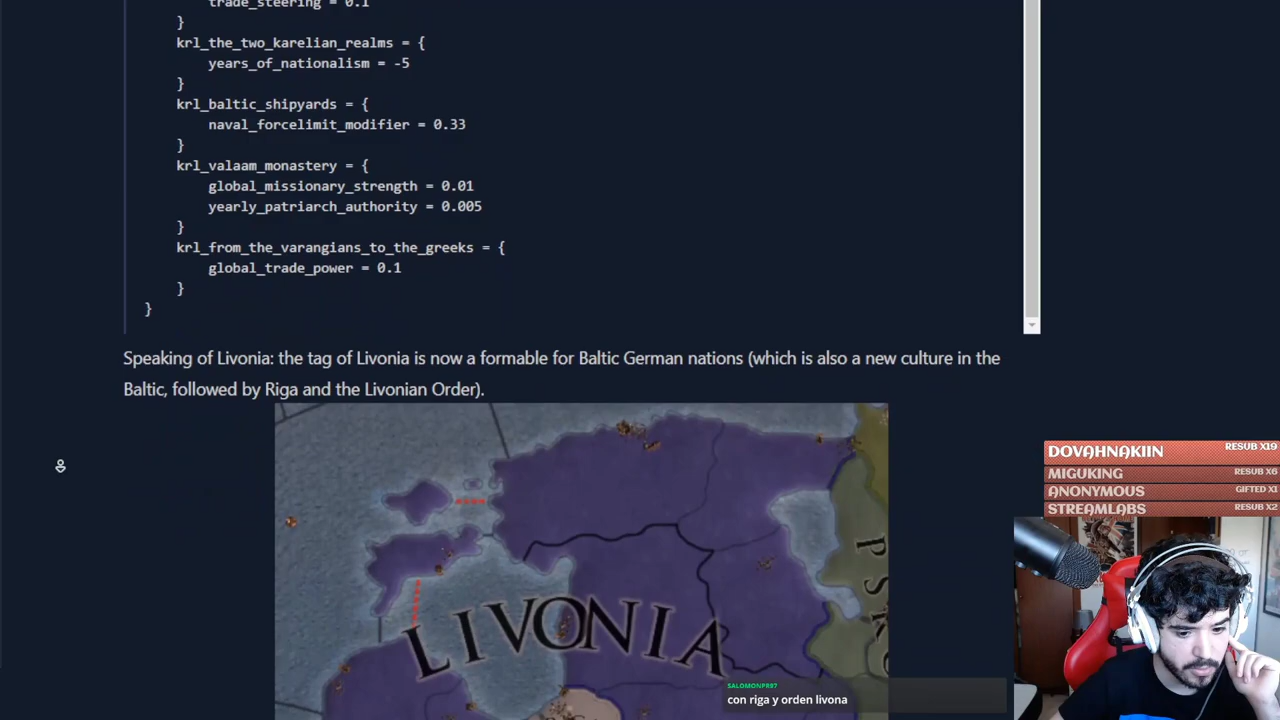 trade_steering = 0.1
}
krl_the_two_karelian_realms = {
years_of_nationalism = -5
}
krl_baltic_shipyards = {
naval_forcelimit_modifier = 0.33
}
krl_valaam_monastery = {
global_missionary_strength = 0.01
yearly_patriarch_authority = 0.005
}
krl_from_the_varangians_to_the_greeks = {
global_trade_power = 0.1
}
}
Speaking of Livonia: the tag of Livonia is now a formable for Baltic German nations (which is also a new culture in the
Baltic, followed by Riga and the Livonian Order).
LIVONIA
PSK
DOVAHNAKIIN RESUB X19
MIGUKING RESUB X6
ANONYMOUS GIFTED X1
STREAMLABS RESUB X2
SALOMONPR97
con riga y orden livona